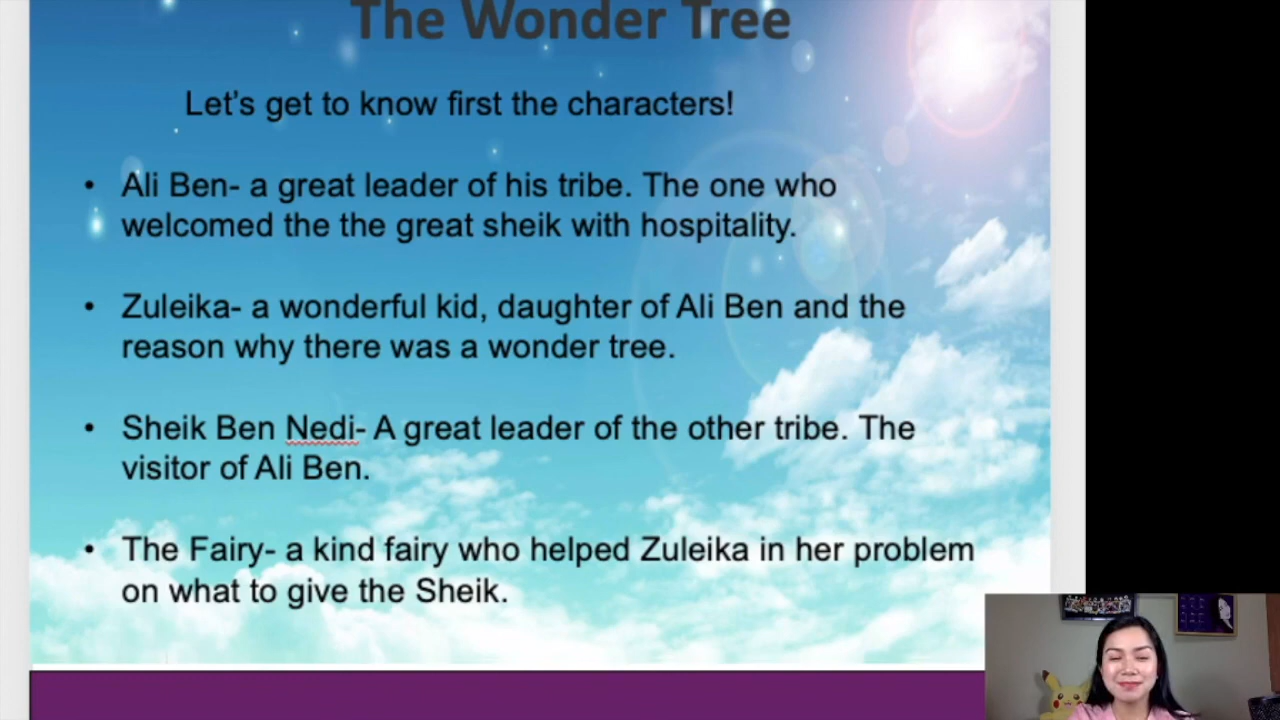 The Wonder Tree
Let's get to know first the characters!
• Ali Ben- a great leader of his tribe. The one who
welcomed the the great sheik with hospitality.
• Zuleika- a wonderful kid, daughter of Ali Ben and the
reason why there was a wonder tree.
• Sheik Ben Nedi- A great leader of the other tribe. The
visitor of Ali Ben.
• The Fairy- a kind fairy who helped Zuleika in her problem
on what to give the Sheik.